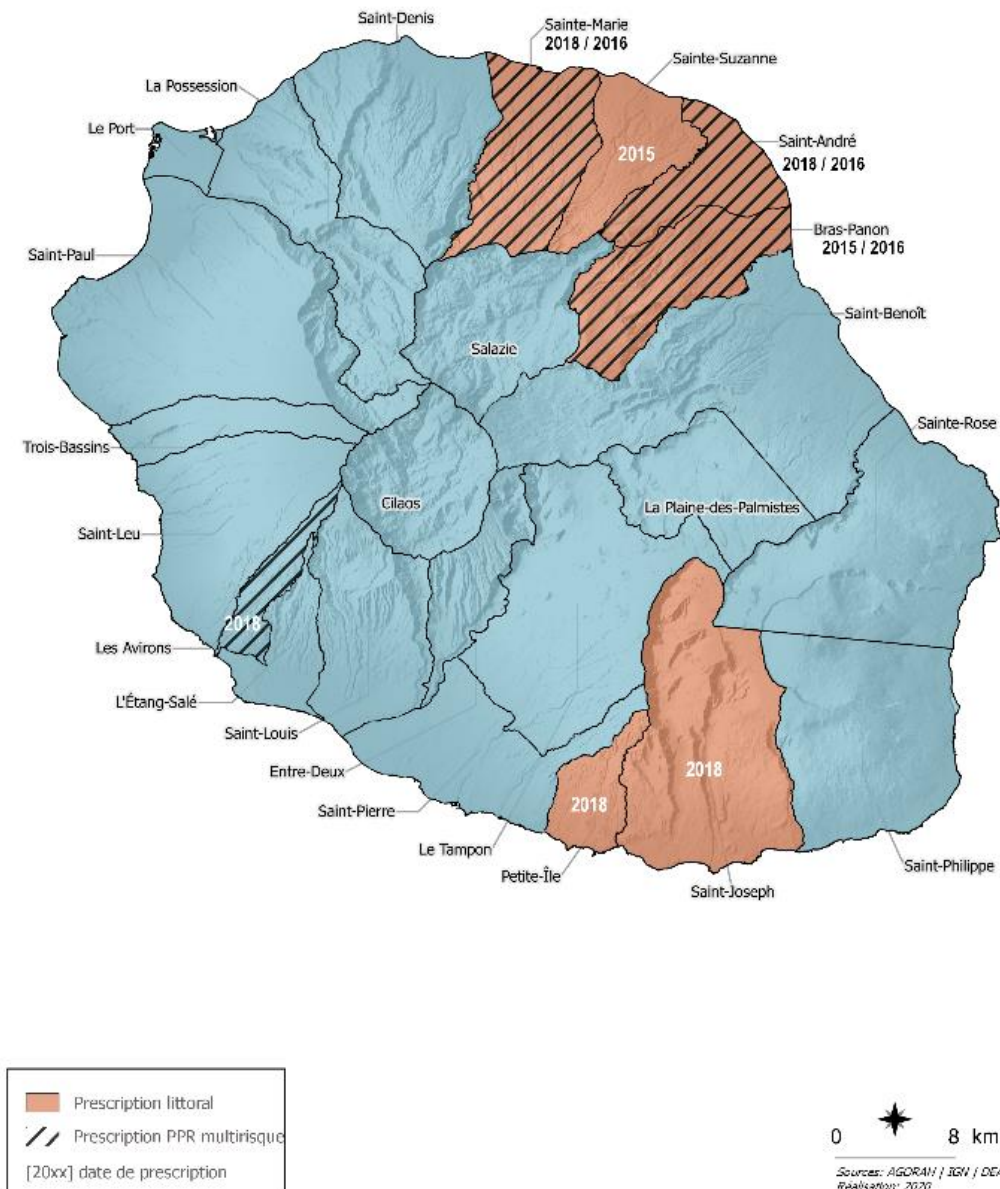 Saint-Denis
Sainte-Marie
2018 / 2016
Sainte-Suzanne
La Possession
Le Port
2015
Saint-André
2018 / 2016
Bras-Panon
2015 / 2016
Saint-Paul
Saint-Benoît
Salazie
Sainte-Rose
Trois-Bassins
Cilaos
La Plaine-des-Palmistes
Saint-Leu
2018
Les Avirons
L'Étang-Salé
Saint-Louis
Entre-Deux
2018
2018
Saint-Pierre
Le Tampon
Petite-Île
Saint-Joseph
Saint-Philippe
Prescription littoral
Prescription PPR multirisque
[20xx] date de prescription
0 8 km
Sources: AGORAH | IGN |
Réalisation: 2020